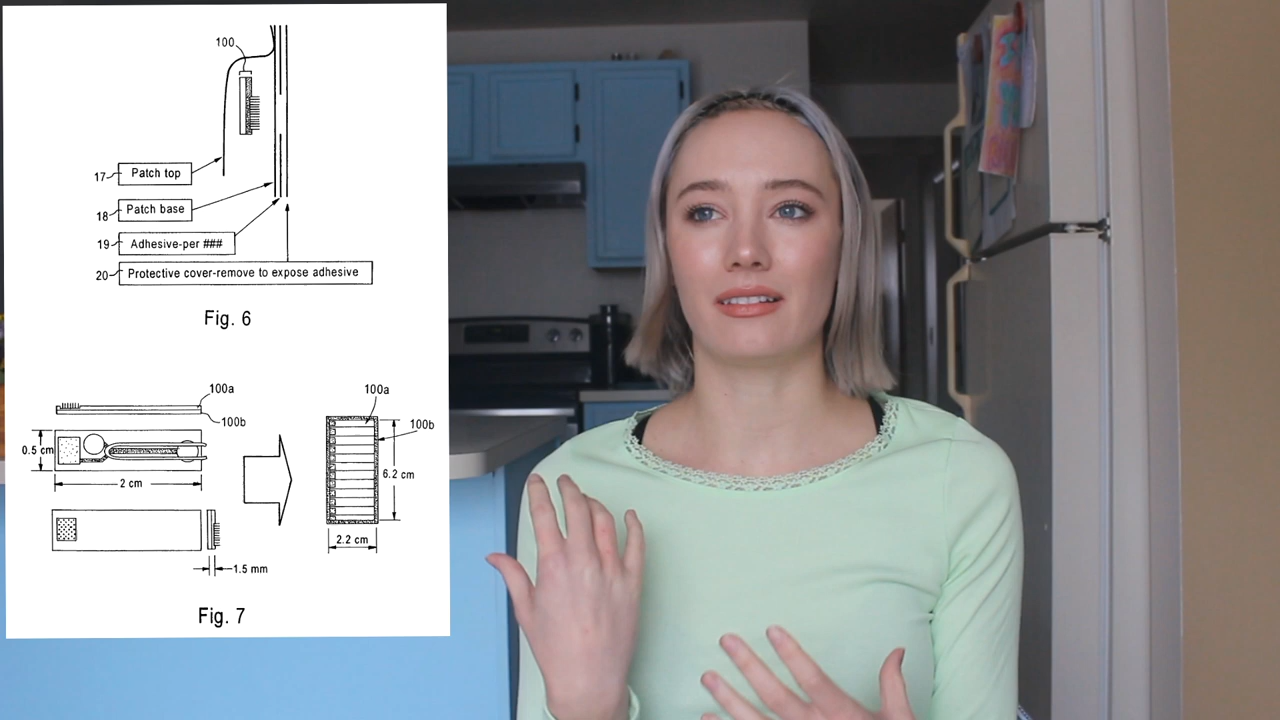 100
17 Patch top
18 Patch base
19 Adhesive-per ###
20 Protective cover-remove to expose adhesive
Fig. 6
100a
100b
0.5 cm
2 cm
1.5 mm
100a
100b
6.2 cm
2.2 cm
Fig. 7